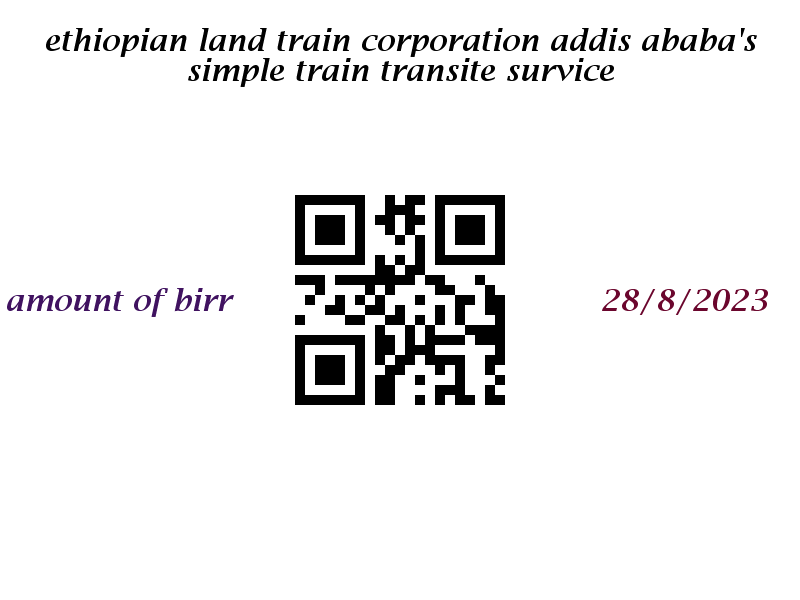 ethiopian land train corporation addis ababa's
simple train transite survice
amount of birr
28/8/2023